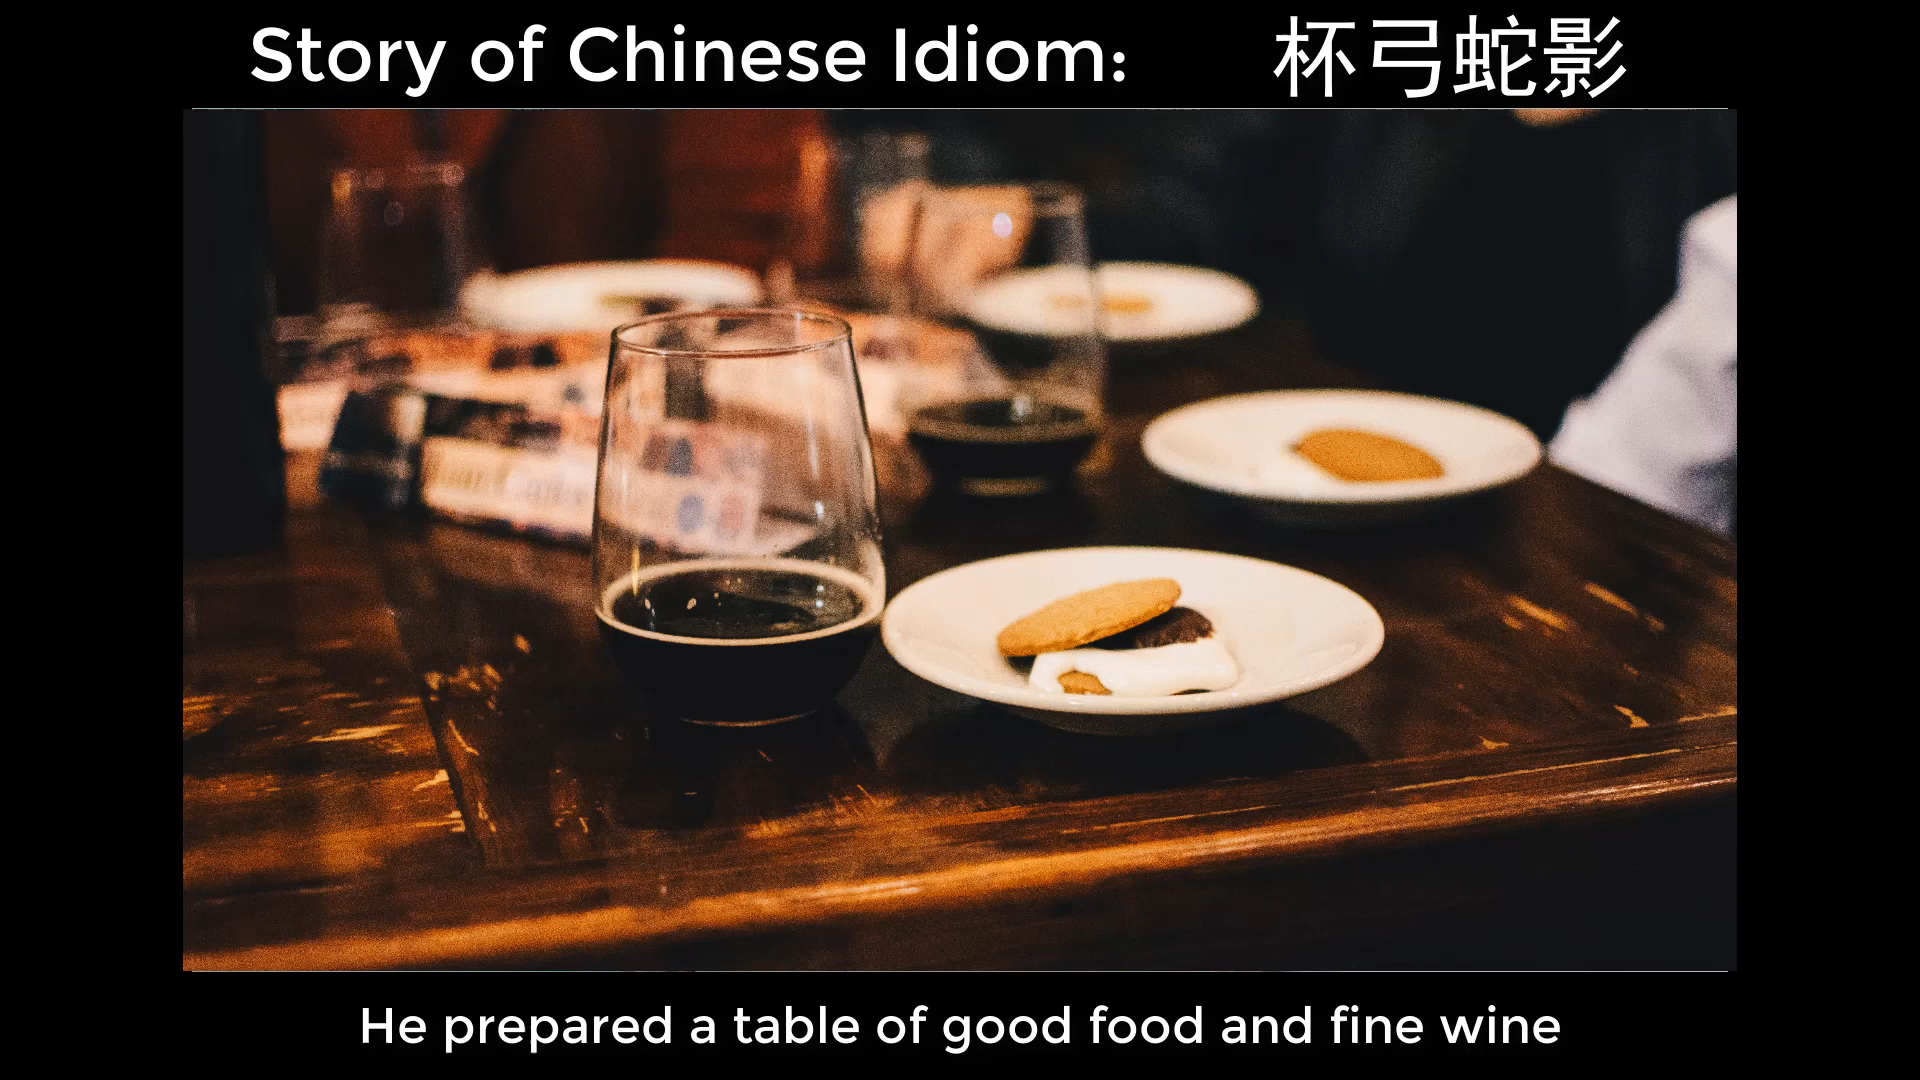 Story of Chinese Idiom: 杯弓蛇影
He prepared a table of good food and fine wine